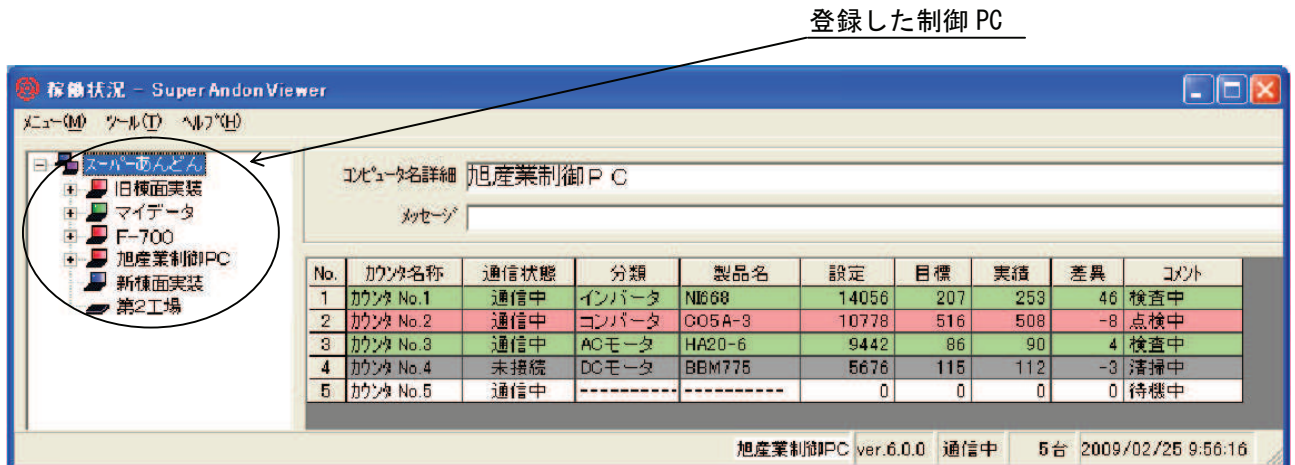 登録した制御 PC
稼働状況 - Super Andon Viewer
メニュー(M) ツール(T) ヘルプ(H)
スーパーあんどん
旧棟面実装
マイデータ
F-700
旭産業制御PC
新棟面実装
第2工場
コンピュータ名詳細 旭産業制御PC
メッセージ
No. カウンタ名称 通信状態 分類 製品名 設定 目標 実績 差異 コメント
1 カウンタ No.1 通信中 インバータ NI668 14056 207 253 46 検査中
2 カウンタ No.2 通信中 コンバータ CO5A-3 10778 516 508 -8 点検中
3 カウンタ No.3 通信中 ACモータ HA20-6 9442 86 90 4 検査中
4 カウンタ No.4 未接続 DCモータ BBM775 5676 115 112 -3 清掃中
5 カウンタ No.5 通信中 ---------- ---------- 0 0 0 0 待機中
旭産業制御PC ver.6.0.0 通信中 5台 2009/02/25 9:56:16